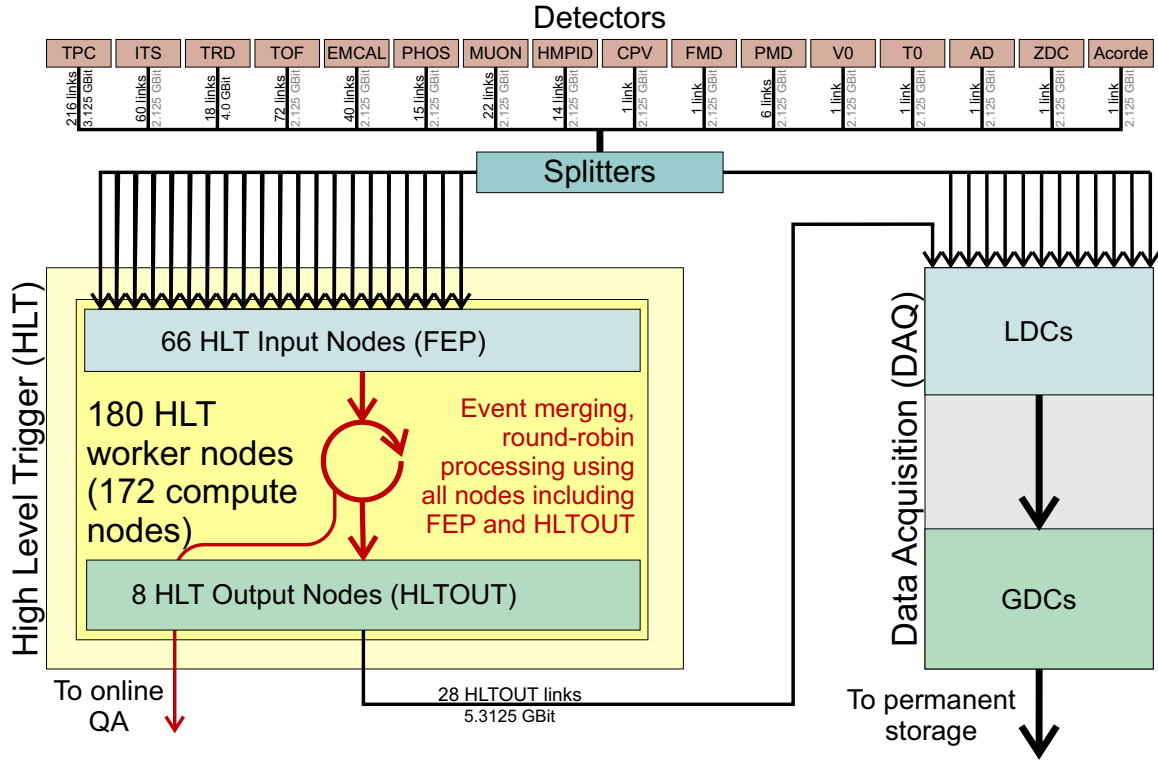 Detectors
TPC ITS TRD TOF EMCAL PHOS MUON HMPID CPV FMD PMD V0 T0 AD ZDC Acorde
216 links
3.125 GBit
60 links
2.125 GBit
18 links
4.0 GBit
72 links
2.125 GBit
40 links
2.125 GBit
15 links
2.125 GBit
22 links
2.125 GBit
14 links
2.125 GBit
1 link
2.125 GBit
1 link
2.125 GBit
6 links
2.125 GBit
1 link
2.125 GBit
1 link
2.125 GBit
1 link
2.125 GBit
1 link
2.125 GBit
1 link
2.125 GBit
Splitters
High Level Trigger (HLT)
66 HLT Input Nodes (FEP)
180 HLT
worker nodes
(172 compute
nodes)
Event merging,
round-robin
processing using
all nodes including
FEP and HLTOUT
8 HLT Output Nodes (HLTOUT)
To online
QA
28 HLTOUT links
5.3125 GBit
Data Acquisition (DAQ)
LDCs
GDCs
To permanent
storage